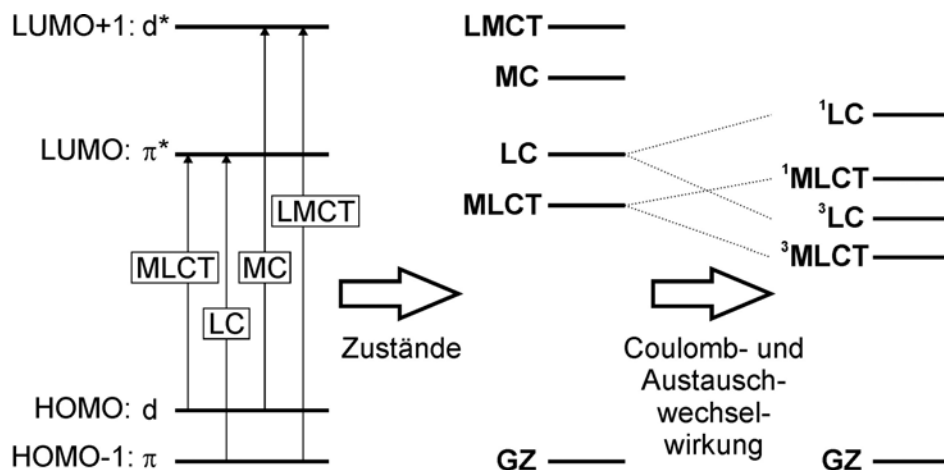 LUMO+1: d*
LUMO: π*
MLCT
LC
MC
LMCT
HOMO: d
HOMO-1: π
Zustände
LMCT
MC
LC
MLCT
GZ
Coulomb- und
Austausch-
wechsel-
wirkung
¹LC
¹MLCT
³LC
³MLCT
GZ